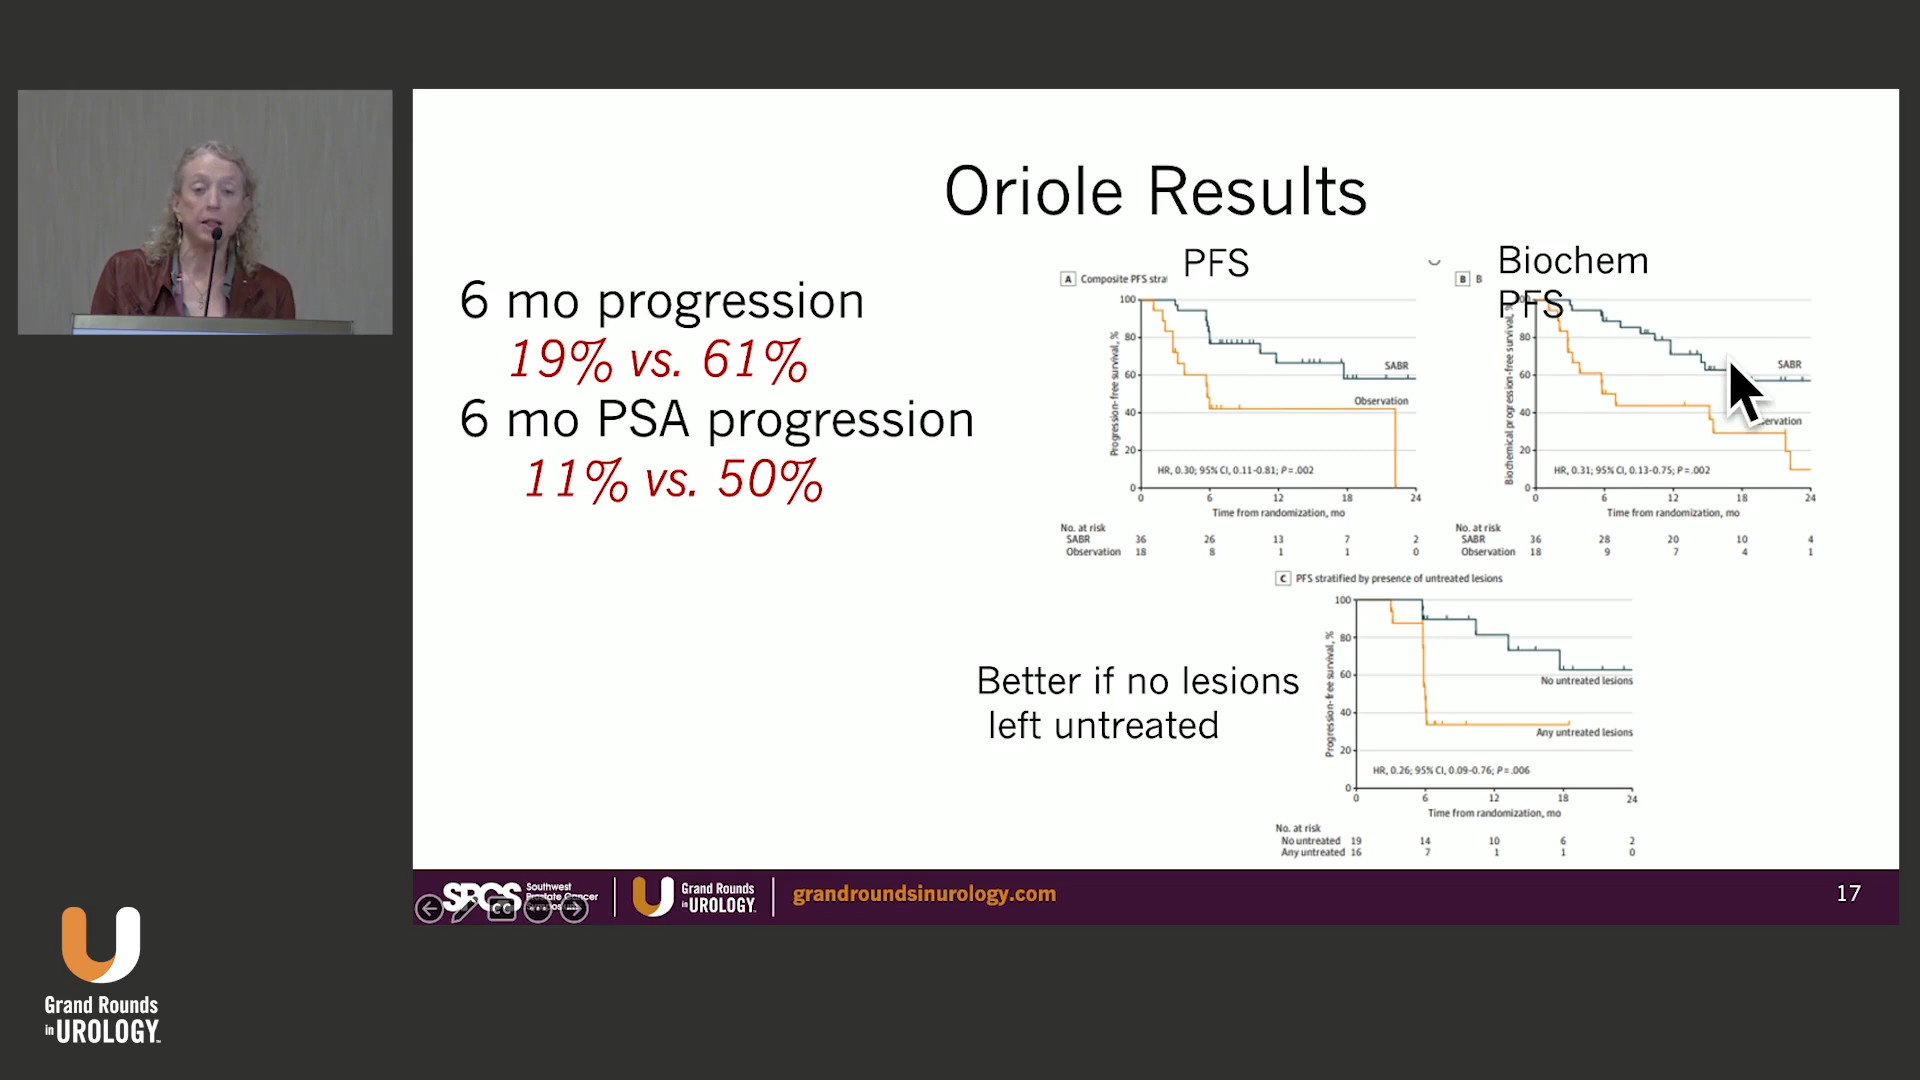 Oriole Results
6 mo progression
19% vs. 61%
6 mo PSA progression
11% vs. 50%
PFS
A Composite PFS stra
Progression-free survival, %
100
80
60
40
20
0
SABR
Observation
HR, 0.30; 95% CI, 0.11-0.81; P=.002
0 6 12 18 24
Time from randomization, mo
No. at risk
SABR 36 26 13 7 2
Observation 18 8 1 1 0
Biochem
PFS
B B
Biochemical progression-free survival, %
80
60
40
20
0
SABR
ervation
HR, 0.31; 95% CI, 0.13-0.75; P=.002
0 6 12 18 24
Time from randomization, mo
No. at risk
SABR 36 28 20 10 4
Observation 18 9 7 4 1
Better if no lesions
left untreated
C PFS stratified by presence of untreated lesions
Progression-free survival, %
100
80
60
40
20
0
No untreated lesions
Any untreated lesions
HR, 0.26; 95% CI, 0.09-0.76; P=.006
0 6 12 18 24
Time from randomization, mo
No. at risk
No untreated 19 14 10 6 2
Any untreated 16 7 1 1 0
SPCS
Southwest
Prostate Cancer
CC
Grand Rounds
in UROLOGY™
grandroundsinurology.com
17
Grand Rounds
in UROLOGY™